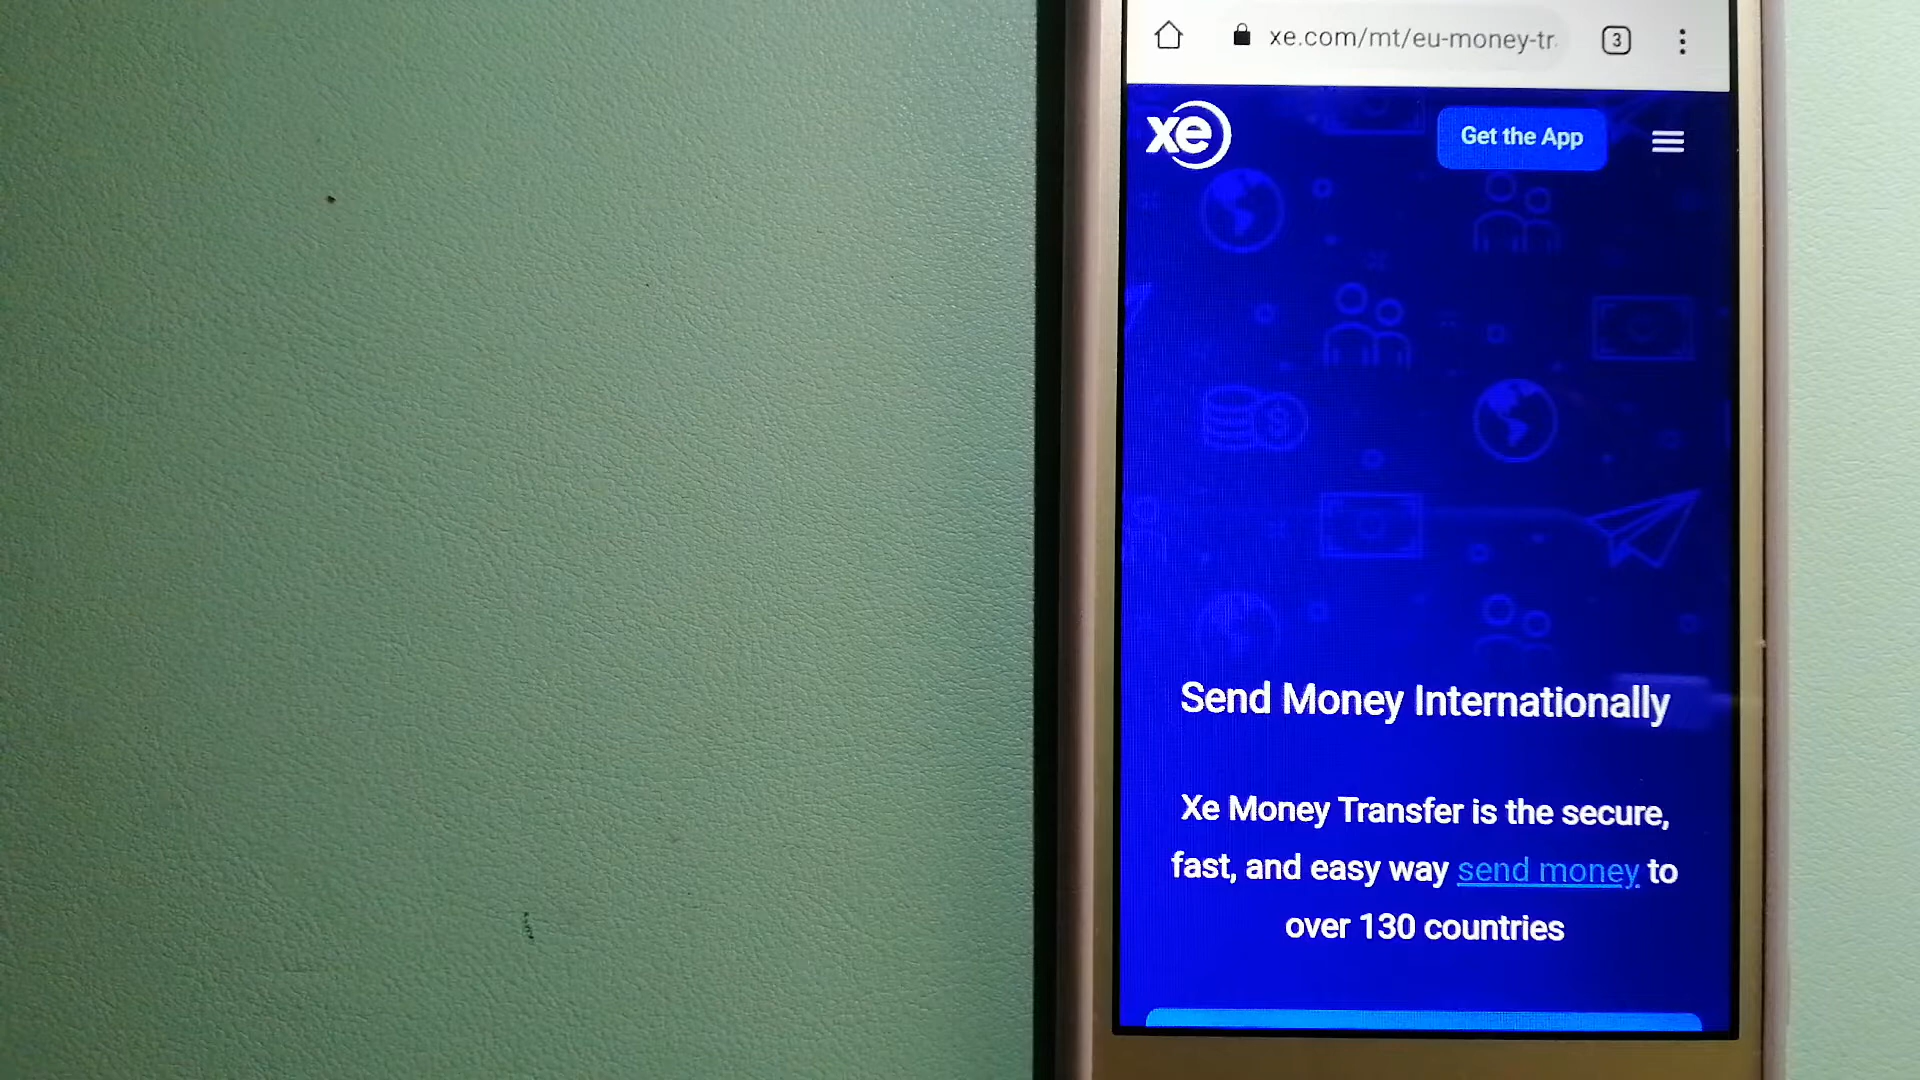 xe.com/mt/eu-money-tr
3
xe
Get the App
Send Money Internationally
Xe Money Transfer is the secure,
fast, and easy way send money to
over 130 countries